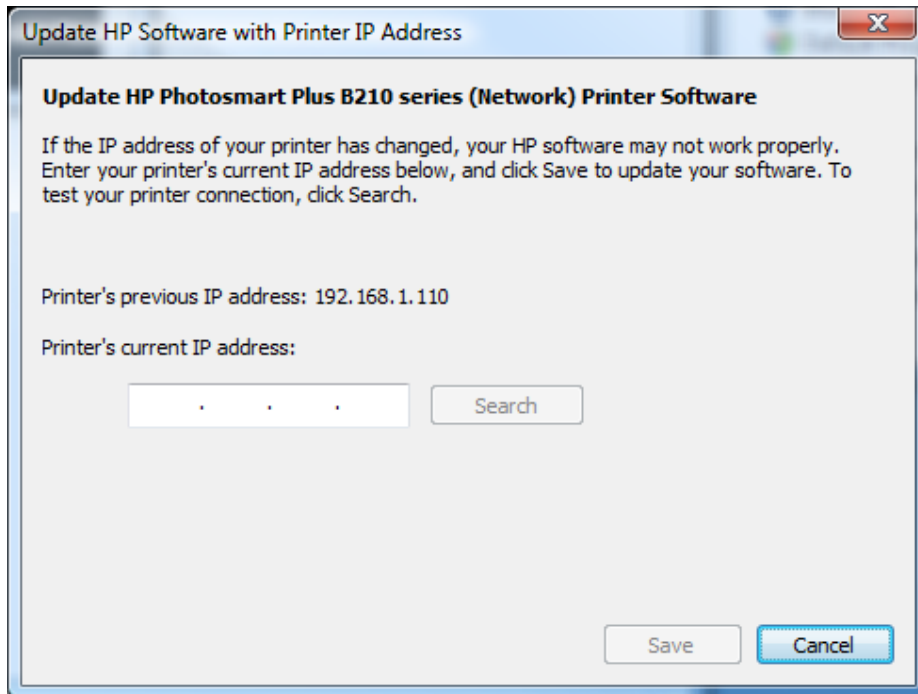 Update HP Software with Printer IP Address
X
Update HP Photosmart Plus B210 series (Network) Printer Software
If the IP address of your printer has changed, your HP software may not work properly.
Enter your printer's current IP address below, and click Save to update your software. To
test your printer connection, click Search.
Printer's previous IP address: 192.168.1.110
Printer's current IP address:
. . .
Search
Save Cancel